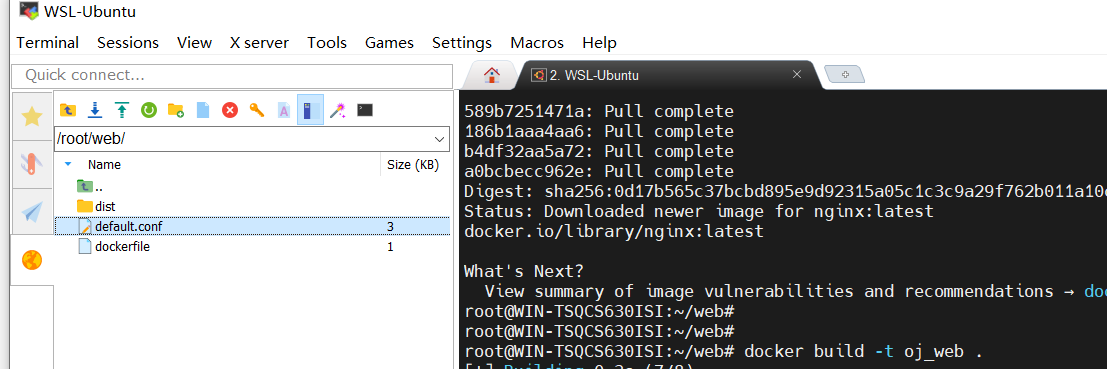 WSL-Ubuntu
Terminal Sessions View X server Tools Games Settings Macros Help
Quick connect...
2. WSL-Ubuntu
/root/web/
Name Size (KB)
..
dist
default.conf 3
dockerfile 1
589b7251471a: Pull complete
186b1aaa4aa6: Pull complete
b4df32aa5a72: Pull complete
a0bcbecc962e: Pull complete
Digest: sha256:0d17b565c37bcbd895e9d92315a05c1c3c9a29f762b011a10
Status: Downloaded newer image for nginx:latest
docker.io/library/nginx:latest
What's Next?
View summary of image vulnerabilities and recommendations → doc
root@WIN-TSQCS630ISI:~/web#
root@WIN-TSQCS630ISI:~/web#
root@WIN-TSQCS630ISI:~/web# docker build -t oj_web .